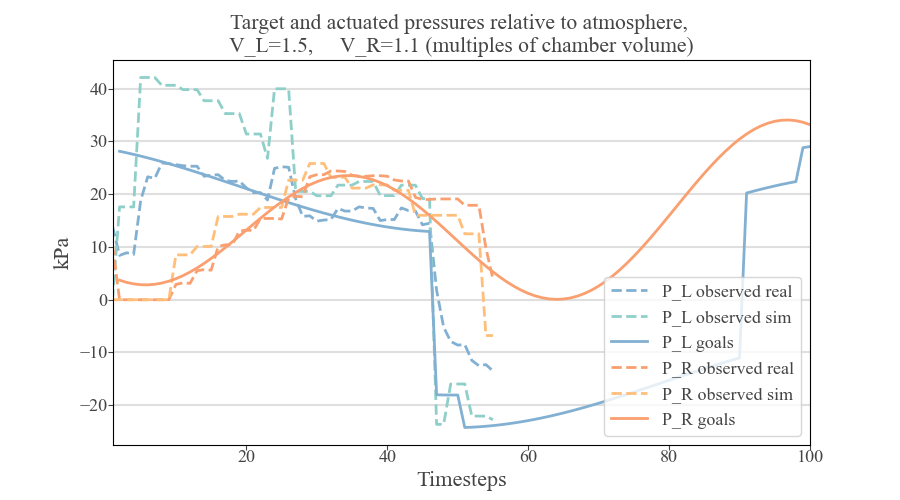 Target and actuated pressures relative to atmosphere,
V_L=1.5, V_R=1.1 (multiples of chamber volume)
kPa
40
30
20
10
0
−10
−20
20
40
60
80
100
Timesteps
P_L observed real
P_L observed sim
P_L goals
P_R observed real
P_R observed sim
P_R goals